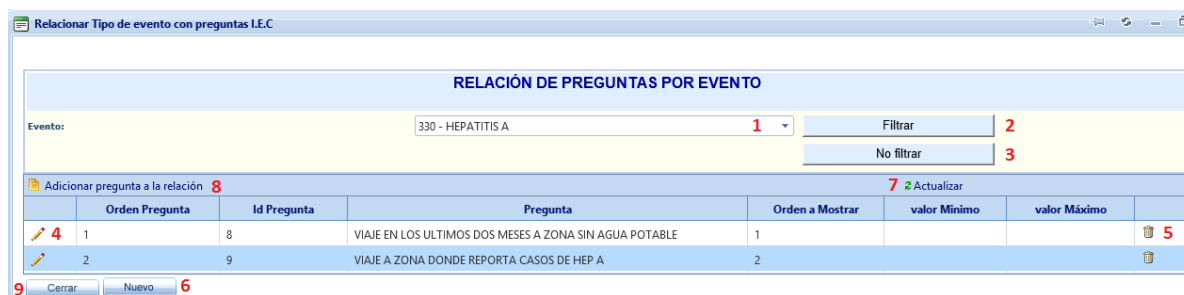 Relacionar Tipo de evento con preguntas I.E.C
RELACIÓN DE PREGUNTAS POR EVENTO
Evento: 330 - HEPATITIS A 1 Filtrar 2
No filtrar 3
Adicionar pregunta a la relación 8 7 Actualizar
Orden Pregunta Id Pregunta Pregunta Orden a Mostrar valor Minimo valor Máximo
4 1 8 VIAJE EN LOS ULTIMOS DOS MESES A ZONA SIN AGUA POTABLE 1 5
2 9 VIAJE A ZONA DONDE REPORTA CASOS DE HEP A 2
9 Cerrar Nuevo 6